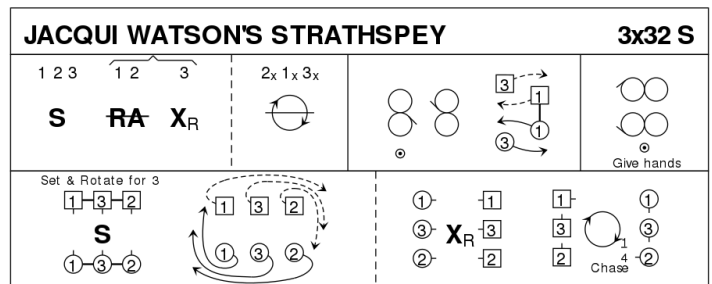 JACQUI WATSON'S STRATHSPEY 3x32 S
1 2 3 1 2 3 2x 1x 3x
S RA XR
3
1
1
3
Give hands
Set & Rotate for 3
1 3 2
S
1 3 2
1 3 2
1 3 2
1 1 1 1
3 XR 3 3 3
2 2 2 1 4 2
Chase